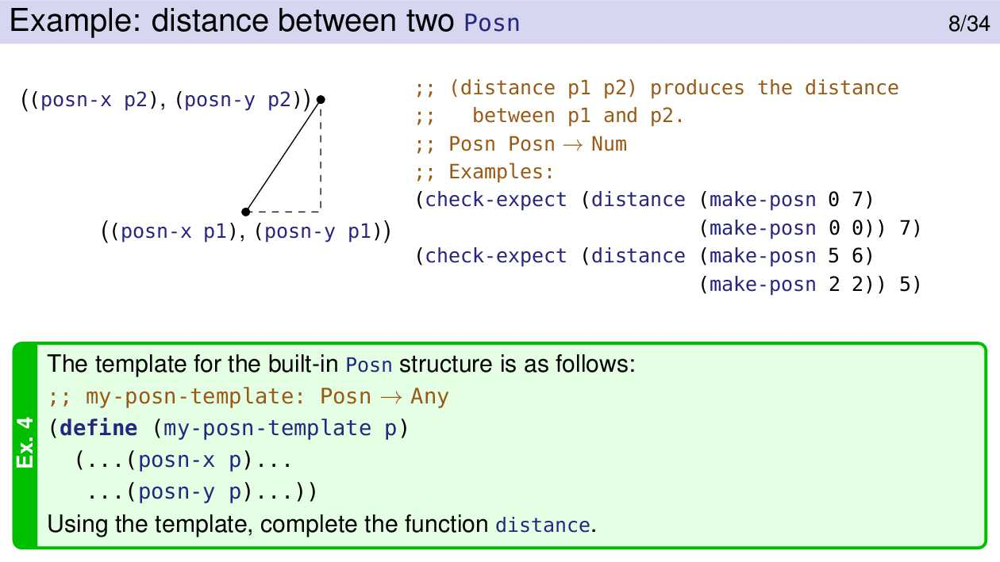 Example: distance between two Posn
8/34
((posn-x p2), (posn-y p2))
((posn-x p1), (posn-y p1))
;; (distance p1 p2) produces the distance
;;   between p1 and p2.
;; Posn Posn → Num
;; Examples:
(check-expect (distance (make-posn 0 7)
                        (make-posn 0 0)) 7)
(check-expect (distance (make-posn 5 6)
                        (make-posn 2 2)) 5)
Ex. 4
The template for the built-in Posn structure is as follows:
;; my-posn-template: Posn → Any
(define (my-posn-template p)
  (...(posn-x p)...
   ...(posn-y p)...))
Using the template, complete the function distance.